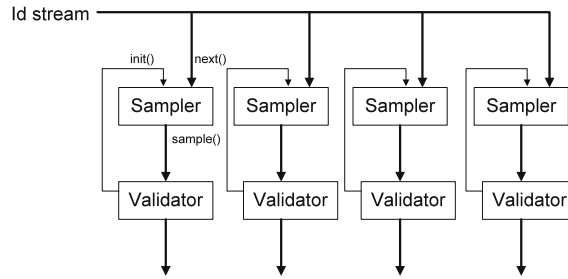 Id stream
init() next()
Sampler Sampler Sampler Sampler
sample()
Validator Validator Validator Validator